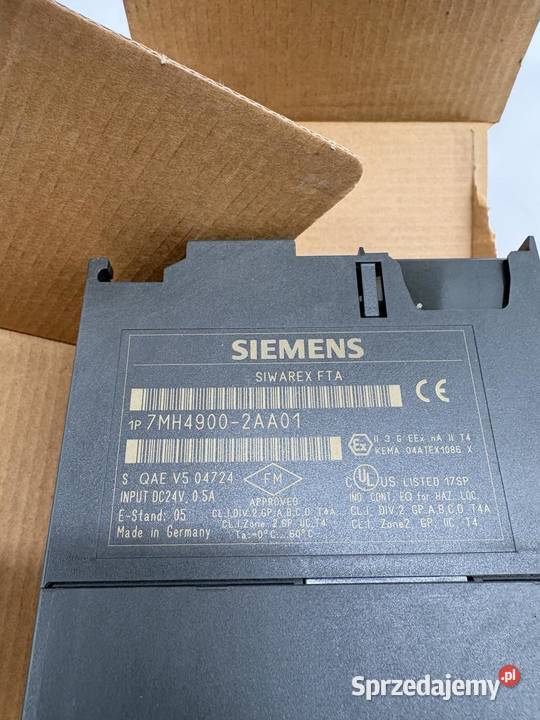 SIEMENS
SIWAREX FTA
1P 7MH4900-2AA01
II 3 G EEx nA II T4
KEMA 04ATEX1086 X
S QAE V5 04724
INPUT DC24V, 0.5A
E-Stand: 05
Made in Germany
FM
APPROVED
CL.I, DIV.2 GP.A,B,C,D T4A
CL.I, Zone 2, GP. IIC, T4
Ta:=0°C...60°C
C UL US LISTED 17SP
IND. CONT. EQ. for HAZ. LOC.
CL.I, DIV.2 GP.A,B,C,D T4A
CL.I, Zone2, GP. IIC, T4
CE
Ex
Sprzedajemy.pl